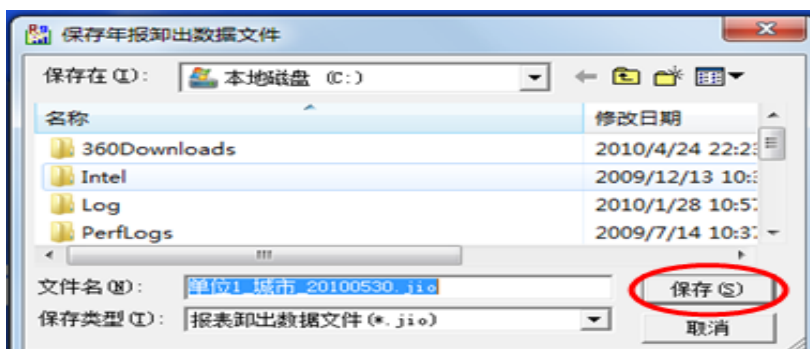 保存年报卸出数据文件
保存在(I): 本地磁盘 (C:)
名称 修改日期
360Downloads 2010/4/24 22:2
Intel 2009/12/13 10:
Log 2010/1/28 10:5
PerfLogs 2009/7/14 10:3
文件名(N): 单位1_城市_20100530.jio 保存(S)
保存类型(T): 报表卸出数据文件(*.jio) 取消